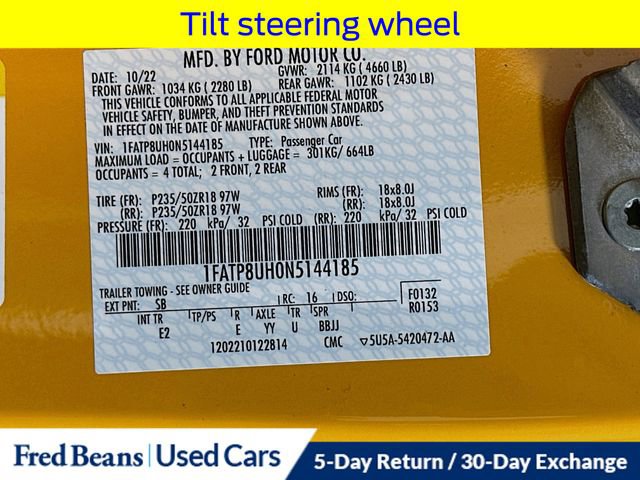 Tilt steering wheel
MFD. BY FORD MOTOR CO.
DATE: 10/22 GVWR: 2114 KG ( 4660 LB)
FRONT GAWR: 1034 KG ( 2280 LB) REAR GAWR: 1102 KG ( 2430 LB)
THIS VEHICLE CONFORMS TO ALL APPLICABLE FEDERAL MOTOR
VEHICLE SAFETY, BUMPER, AND THEFT PREVENTION STANDARDS
IN EFFECT ON THE DATE OF MANUFACTURE SHOWN ABOVE.
VIN: 1FATP8UH0N5144185 TYPE: Passenger Car
MAXIMUM LOAD = OCCUPANTS + LUGGAGE = 301KG/ 664LB
OCCUPANTS = 4 TOTAL; 2 FRONT, 2 REAR
TIRE (FR): P235/50ZR18 97W RIMS (FR): 18x8.0J
(RR): P235/50ZR18 97W (RR): 18x8.0J
PRESSURE (FR): 220 kPa/ 32 PSI COLD (RR): 220 kPa/ 32 PSI COLD
1FATP8UH0N5144185
TRAILER TOWING - SEE OWNER GUIDE
EXT PNT: SB RC: 16 DSO: F0132
R0153
INT TR TP/PS R AXLE TR SPR
E2 E YY U BBJJ
1202210122814 CMC ▽5U5A-5420472-AA
Fred Beans | Used Cars 5-Day Return / 30-Day Exchange